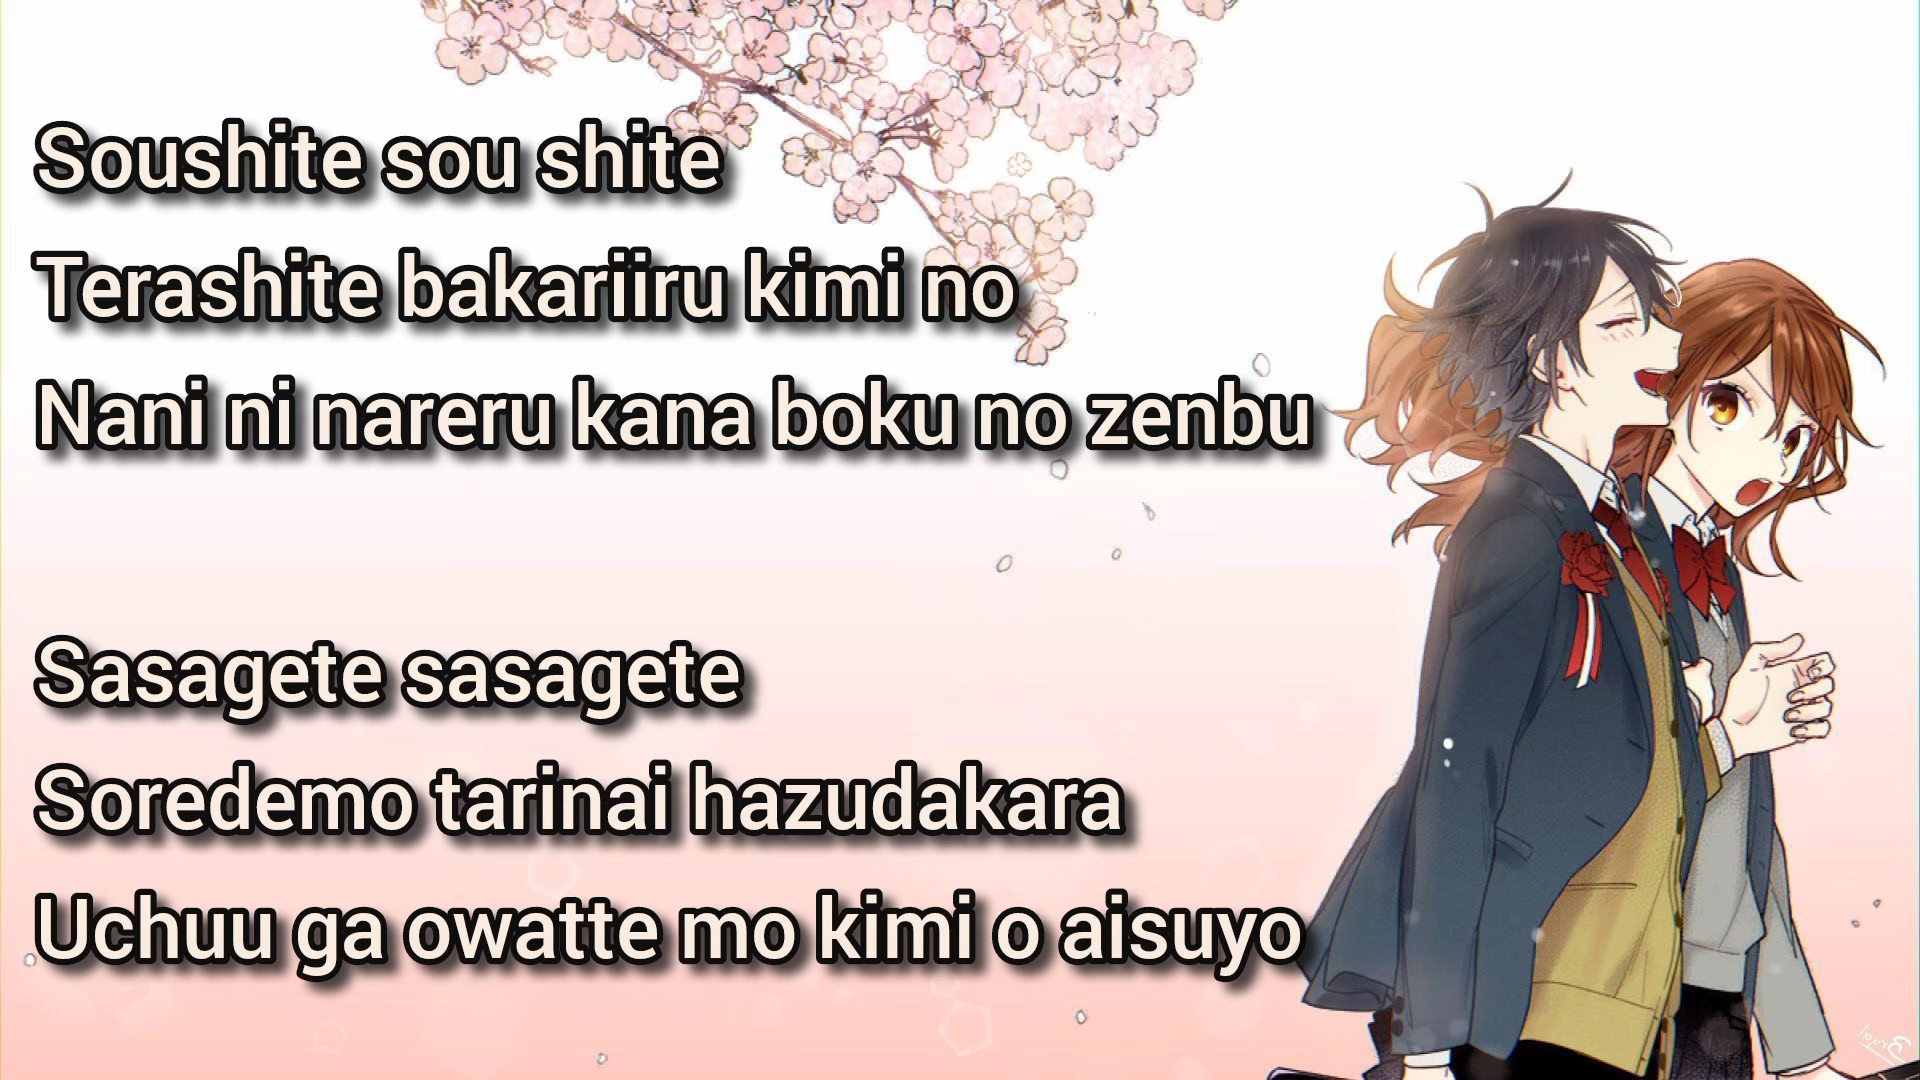 Soushite sou shite
Terashite bakariiru kimi no
Nani ni nareru kana boku no zenbu
Sasagete sasagete
Soredemo tarinai hazudakara
Uchuu ga owatte mo kimi o aisuyo